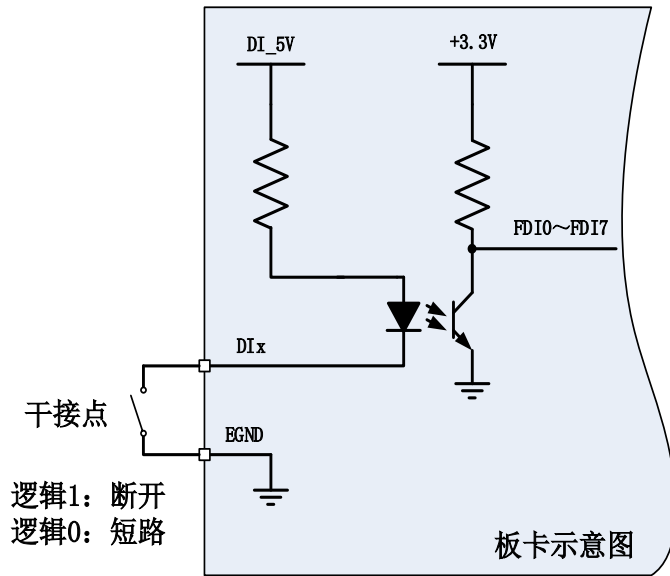 DI_5V
+3.3V
FDI0～FDI7
DIx
干接点
EGND
逻辑1：断开
逻辑0：短路
板卡示意图